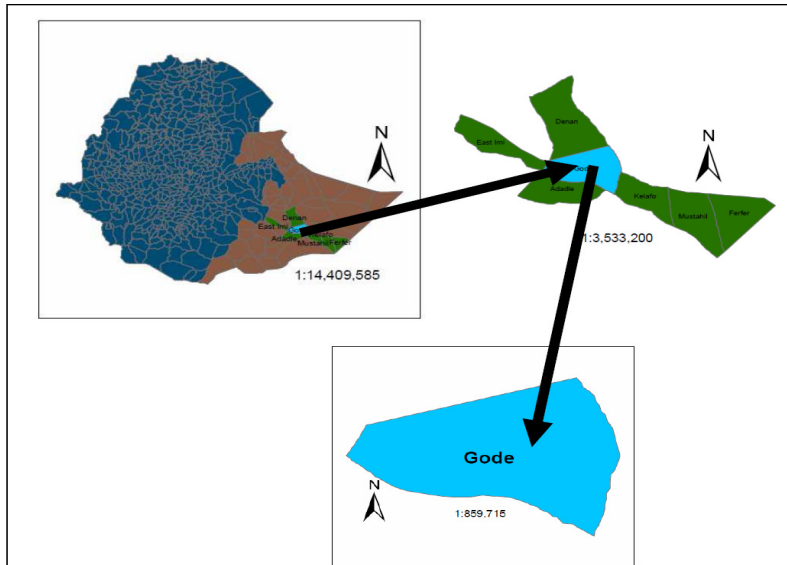 N
Denan
East Imi
Adadle
Kelafo
Mustahil Ferfer
1:14,409,585
N
Denan
East Imi
Gode
Adadle
Kelafo
Mustahil
Ferfer
1:3,533,200
Gode
N
1:859,715